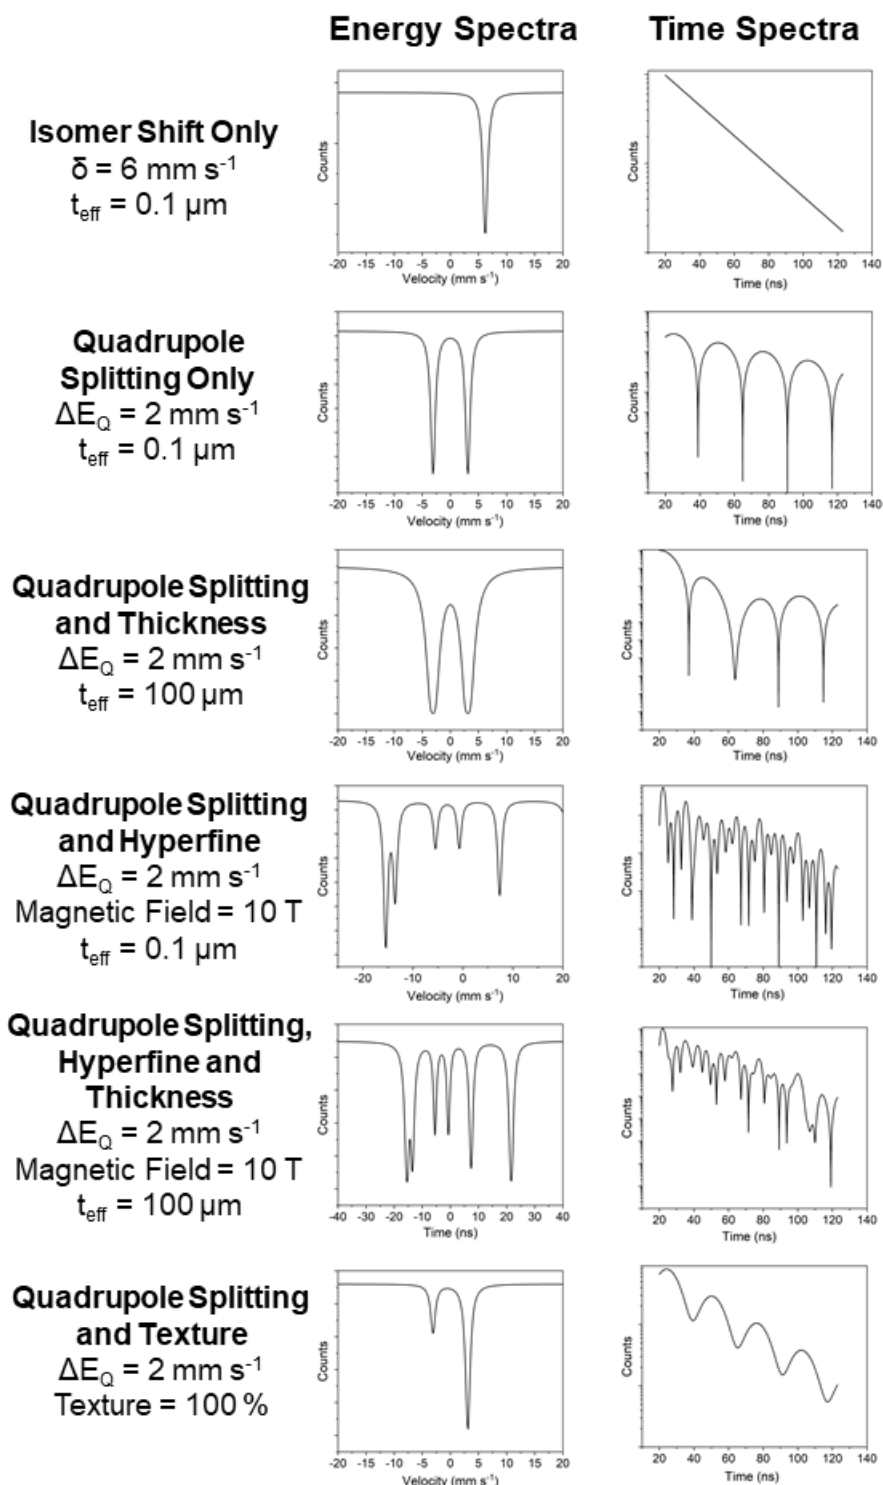 Energy Spectra
Time Spectra
Isomer Shift Only
δ = 6 mm s-1
teff = 0.1 µm
Counts
-20 -15 -10 -5 0 5 10 15 20
Velocity (mm s-1)
Counts
20 40 60 80 100 120 140
Time (ns)
Quadrupole
Splitting Only
ΔEQ = 2 mm s-1
teff = 0.1 µm
Counts
-20 -15 -10 -5 0 5 10 15 20
Velocity (mm s-1)
Counts
20 40 60 80 100 120 140
Time (ns)
Quadrupole Splitting
and Thickness
ΔEQ = 2 mm s-1
teff = 100 µm
Counts
-20 -15 -10 -5 0 5 10 15 20
Velocity (mm s-1)
Counts
20 40 60 80 100 120 140
Time (ns)
Quadrupole Splitting
and Hyperfine
ΔEQ = 2 mm s-1
Magnetic Field = 10 T
teff = 0.1 µm
Counts
-20 -10 0 10 20
Velocity (mm s-1)
Counts
20 40 60 80 100 120 140
Time (ns)
Quadrupole Splitting,
Hyperfine and
Thickness
ΔEQ = 2 mm s-1
Magnetic Field = 10 T
teff = 100 µm
Counts
-40 -30 -20 -10 0 10 20 30 40
Time (ns)
Counts
20 40 60 80 100 120 140
Time (ns)
Quadrupole Splitting
and Texture
ΔEQ = 2 mm s-1
Texture = 100 %
Counts
-20 -15 -10 -5 0 5 10 15 20
Velocity (mm s-1)
Counts
20 40 60 80 100 120 140
Time (ns)